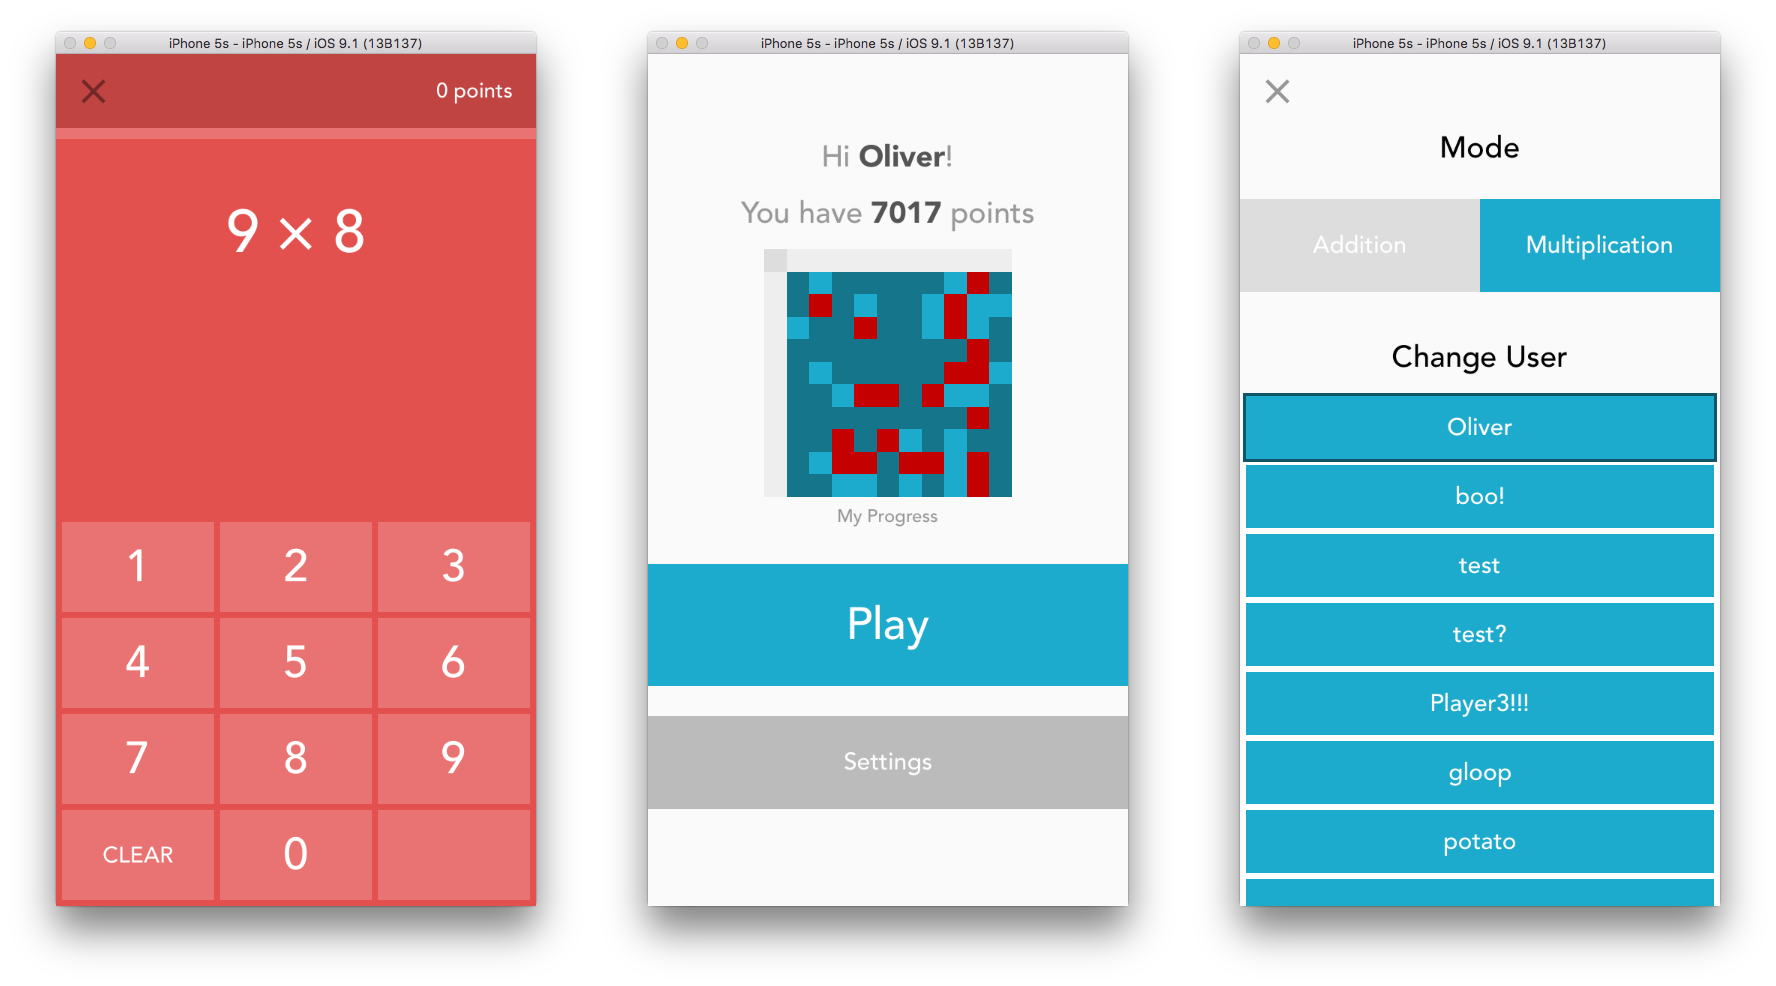 iPhone 5s - iPhone 5s / iOS 9.1 (13B137)
0 points
9 × 8
1 2 3
4 5 6
7 8 9
CLEAR 0
iPhone 5s - iPhone 5s / iOS 9.1 (13B137)
Hi Oliver!
You have 7017 points
My Progress
Play
Settings
iPhone 5s - iPhone 5s / iOS 9.1 (13B137)
Mode
Addition Multiplication
Change User
Oliver
boo!
test
test?
Player3!!!
gloop
potato